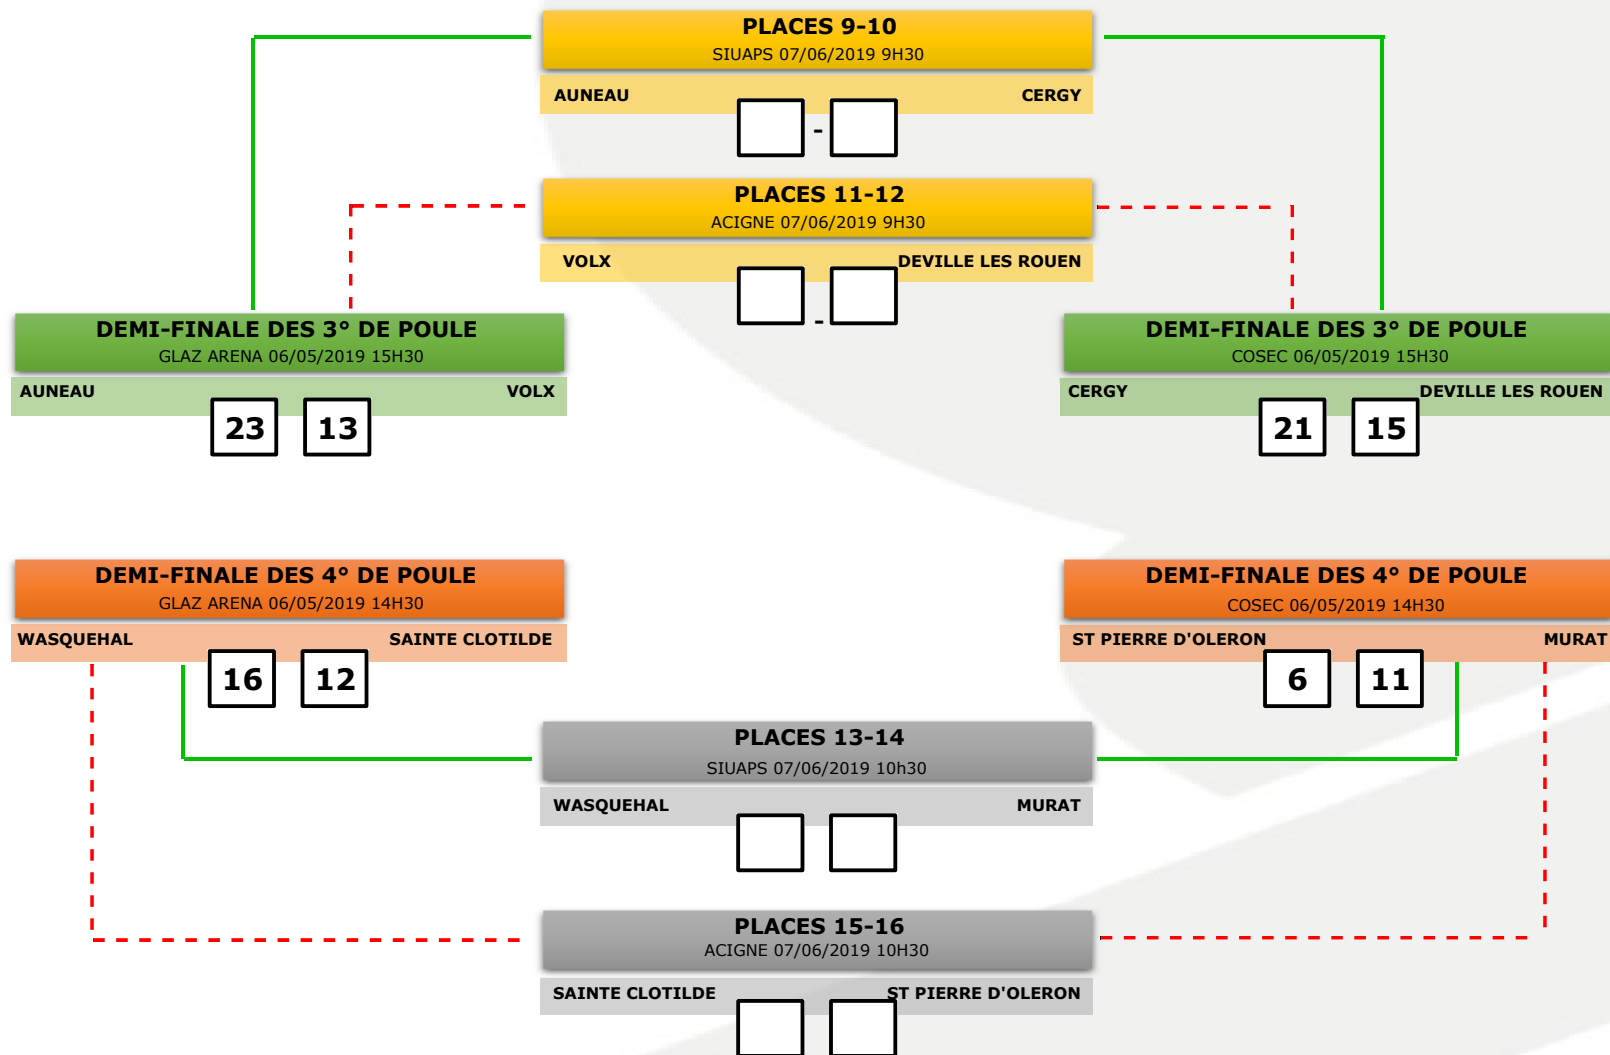 PLACES 9-10
SIUAPS 07/06/2019 9H30
AUNEAU CERGY
-
PLACES 11-12
ACIGNE 07/06/2019 9H30
VOLX DEVILLE LES ROUEN
-
DEMI-FINALE DES 3° DE POULE
GLAZ ARENA 06/05/2019 15H30
AUNEAU VOLX
23 13
DEMI-FINALE DES 3° DE POULE
COSEC 06/05/2019 15H30
CERGY DEVILLE LES ROUEN
21 15
DEMI-FINALE DES 4° DE POULE
GLAZ ARENA 06/05/2019 14H30
WASQUEHAL SAINTE CLOTILDE
16 12
DEMI-FINALE DES 4° DE POULE
COSEC 06/05/2019 14H30
ST PIERRE D'OLERON MURAT
6 11
PLACES 13-14
SIUAPS 07/06/2019 10h30
WASQUEHAL MURAT
PLACES 15-16
ACIGNE 07/06/2019 10H30
SAINTE CLOTILDE ST PIERRE D'OLERON